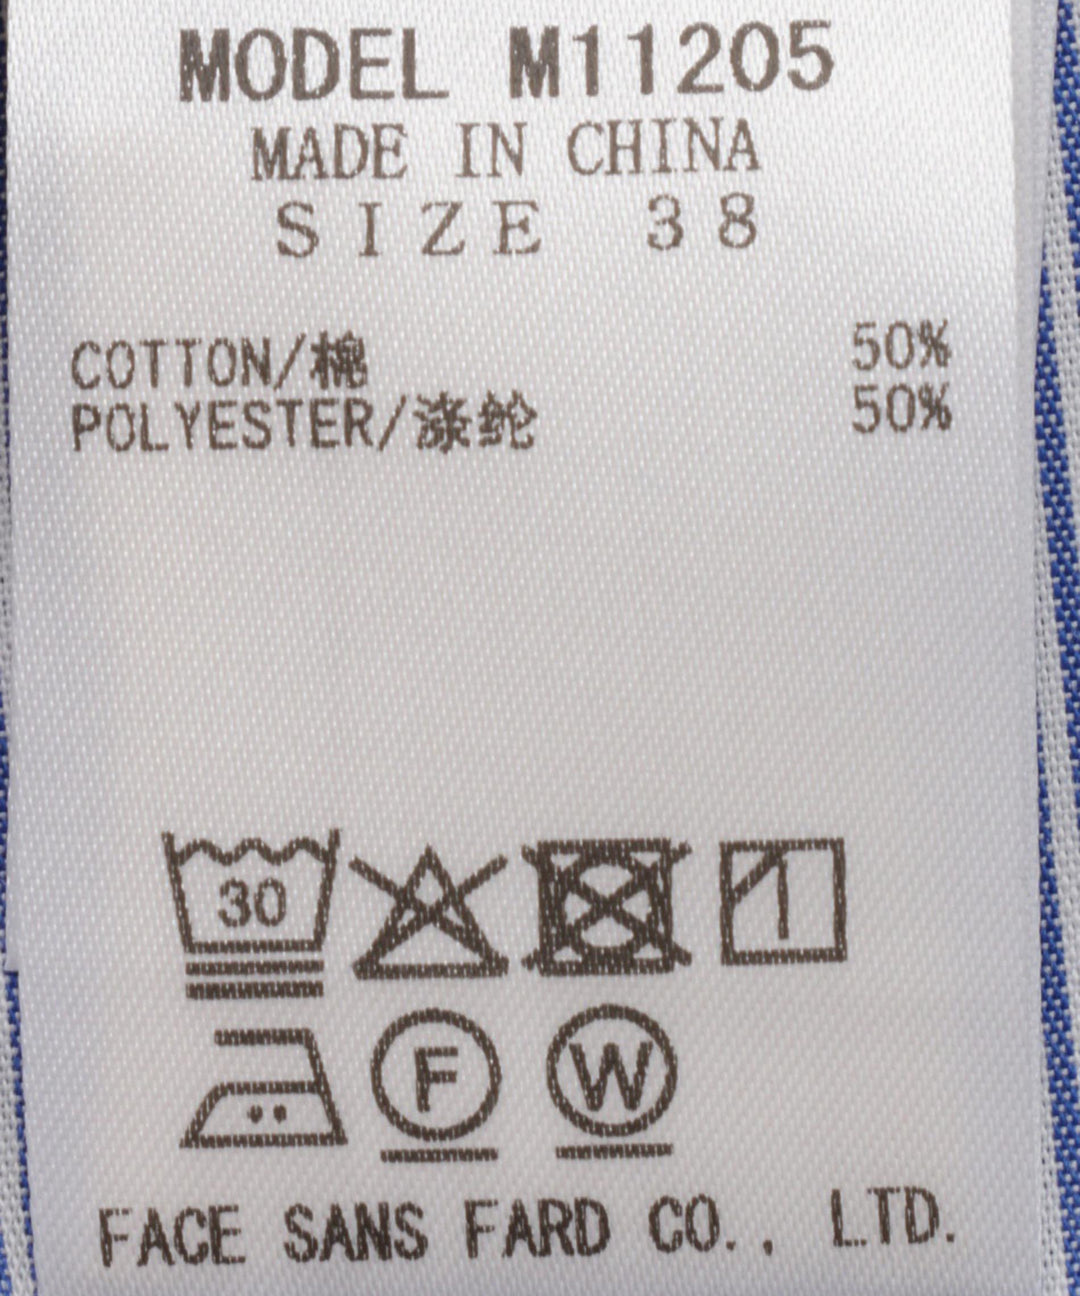 MODEL M11205
MADE IN CHINA
SIZE 38
COTTON/棉 50%
POLYESTER/涤纶 50%
30
F W
FACE SANS FARD CO., LTD.